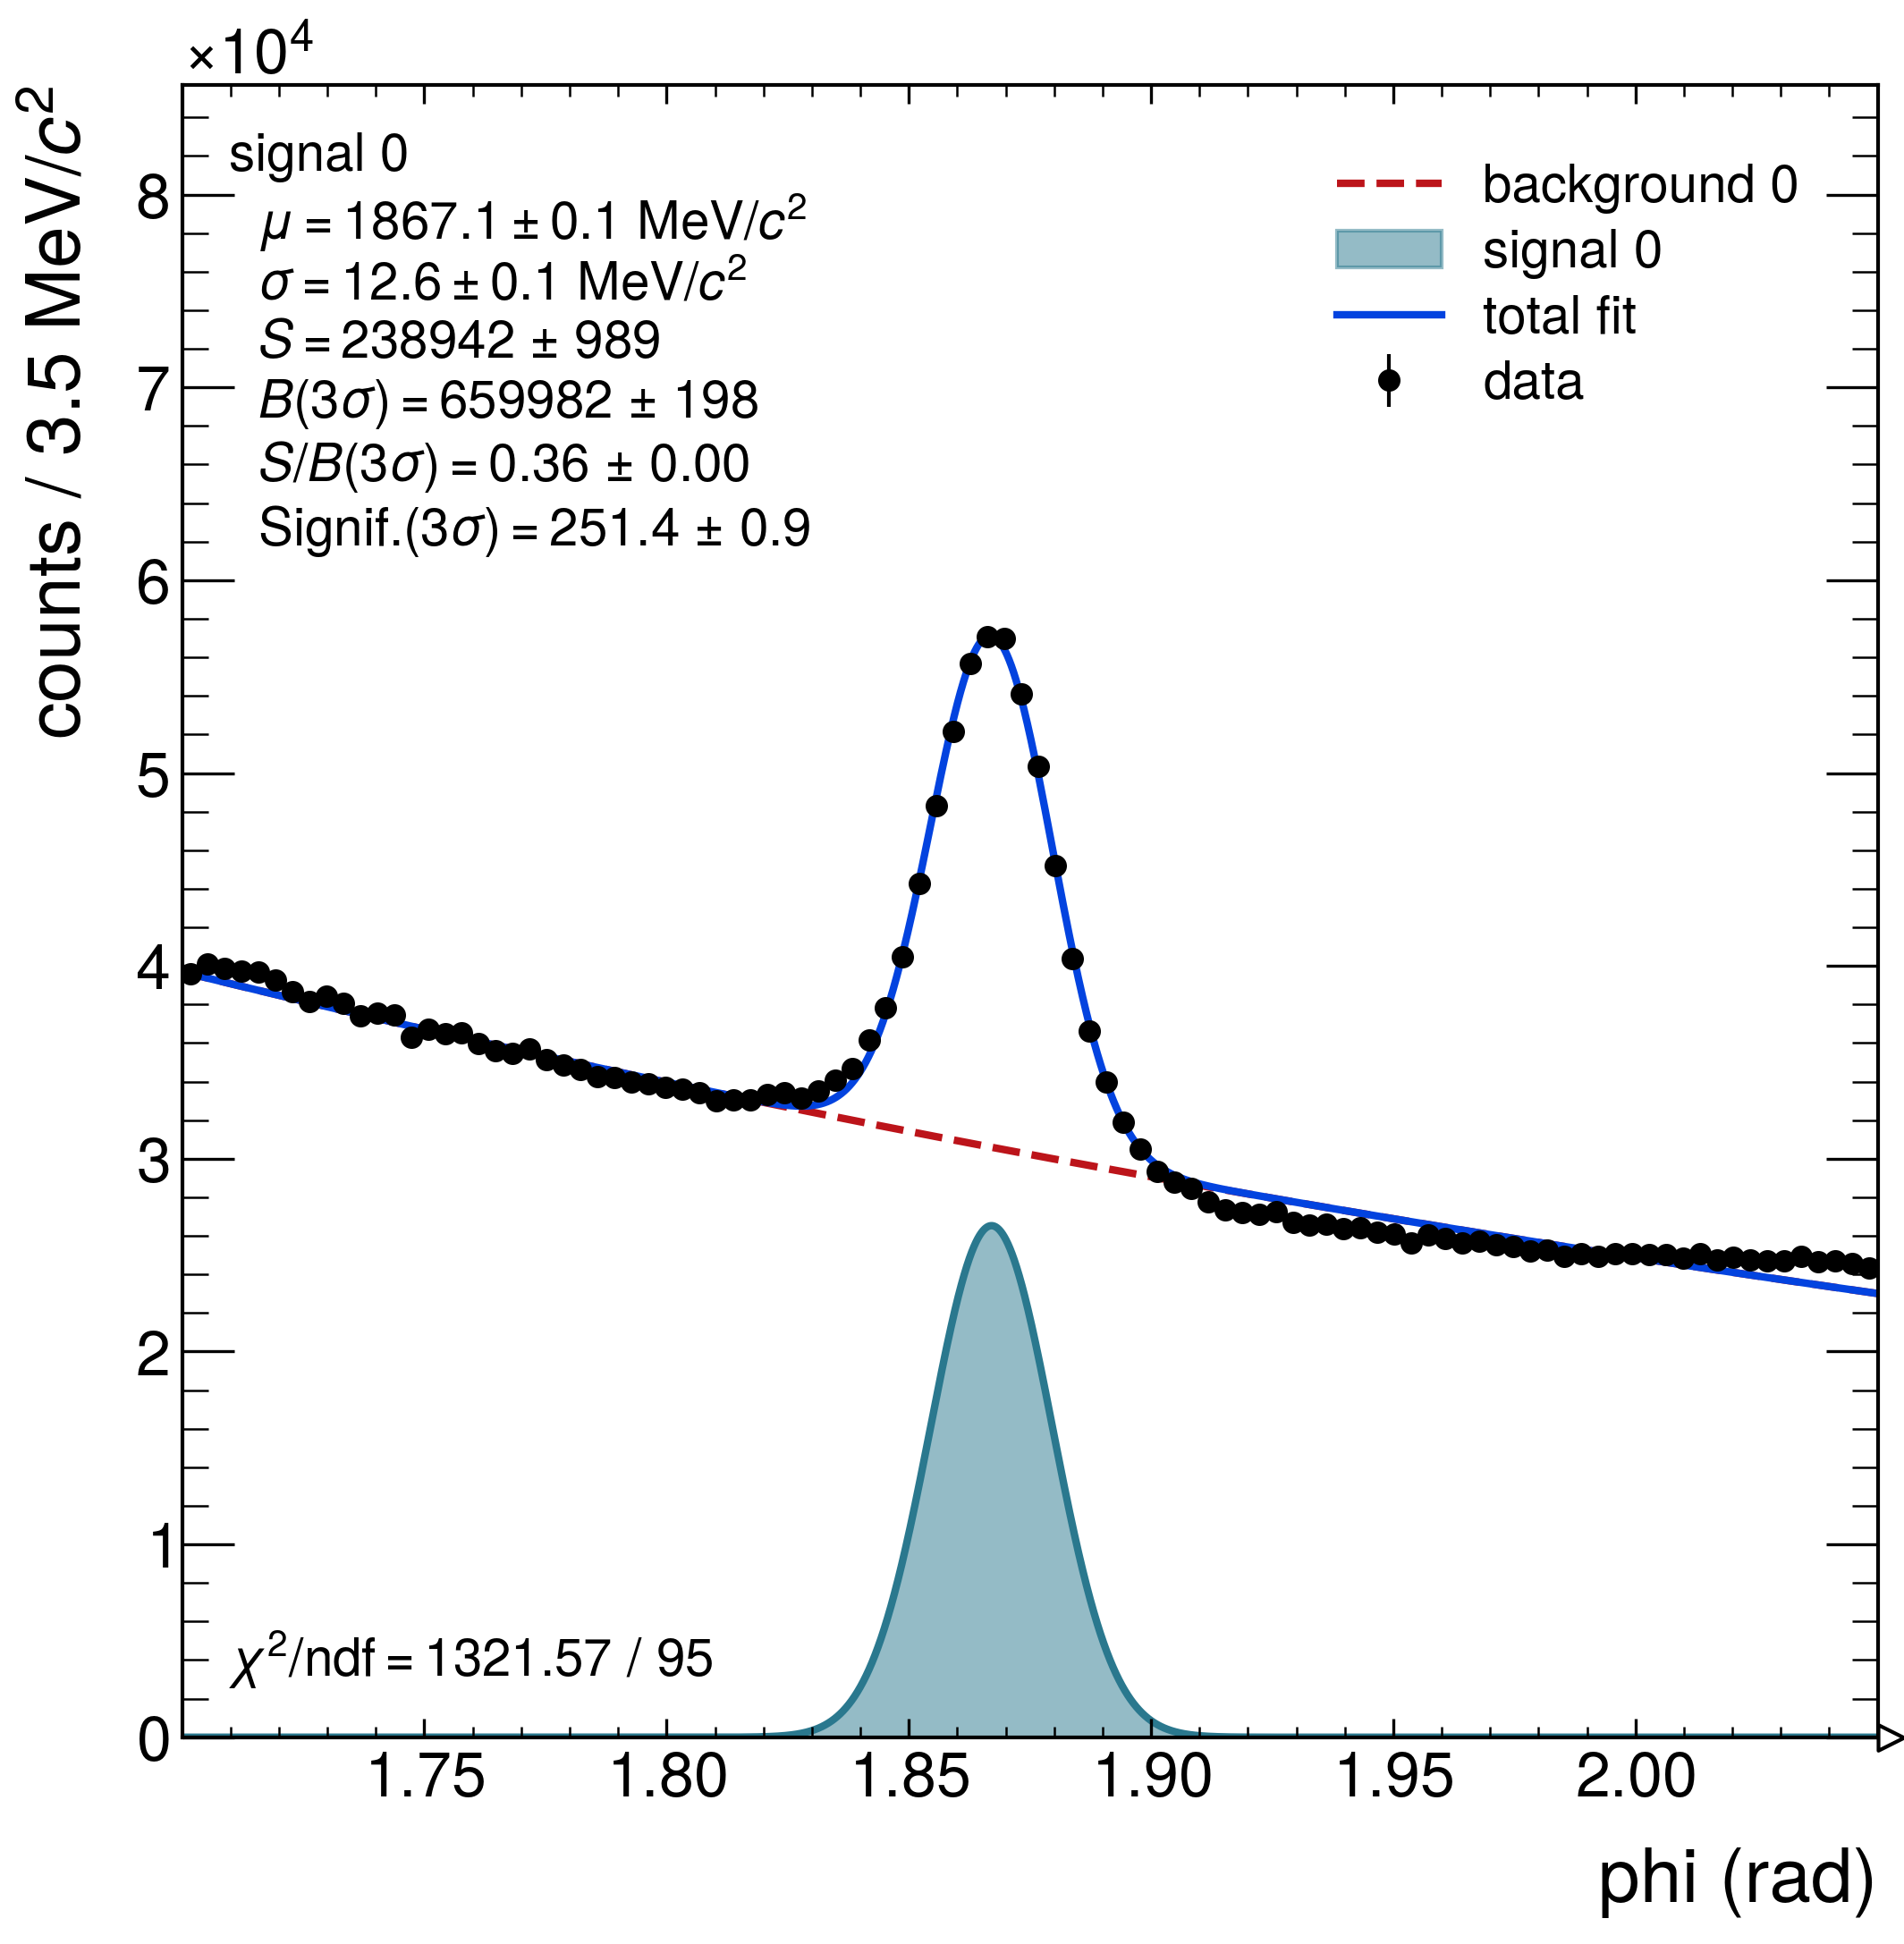 ×10⁴
counts / 3.5 MeV/c²
signal 0
μ = 1867.1 ± 0.1 MeV/c²
σ = 12.6 ± 0.1 MeV/c²
S = 238942 ± 989
B(3σ) = 659982 ± 198
S/B(3σ) = 0.36 ± 0.00
Signif.(3σ) = 251.4 ± 0.9
background 0
signal 0
total fit
data
8
7
6
5
4
3
2
1
0
χ²/ndf = 1321.57 / 95
1.75 1.80 1.85 1.90 1.95 2.00
phi (rad)